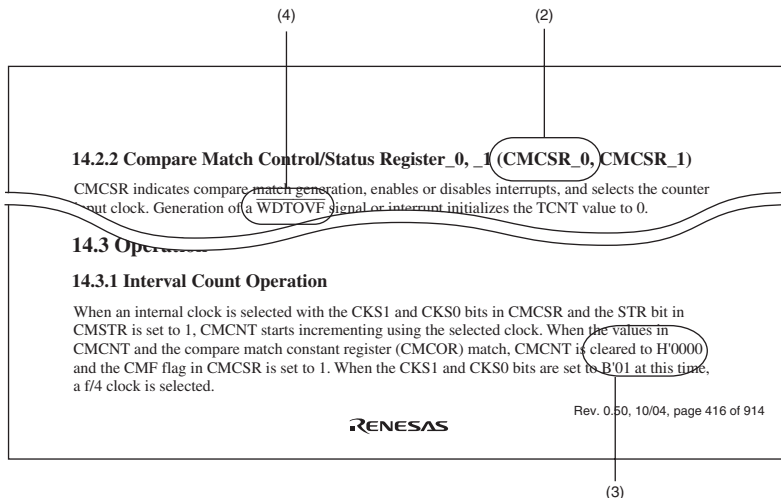 (4)
(2)
14.2.2 Compare Match Control/Status Register_0, _1 (CMCSR_0, CMCSR_1)
CMCSR indicates compare match generation, enables or disables interrupts, and selects the counter
input clock. Generation of a WDTOVF signal or interrupt initializes the TCNT value to 0.
14.3 Operation
14.3.1 Interval Count Operation
When an internal clock is selected with the CKS1 and CKS0 bits in CMCSR and the STR bit in
CMSTR is set to 1, CMCNT starts incrementing using the selected clock. When the values in
CMCNT and the compare match constant register (CMCOR) match, CMCNT is cleared to H'0000
and the CMF flag in CMCSR is set to 1. When the CKS1 and CKS0 bits are set to B'01 at this time,
a f/4 clock is selected.
Rev. 0.50, 10/04, page 416 of 914
RENESAS
(3)